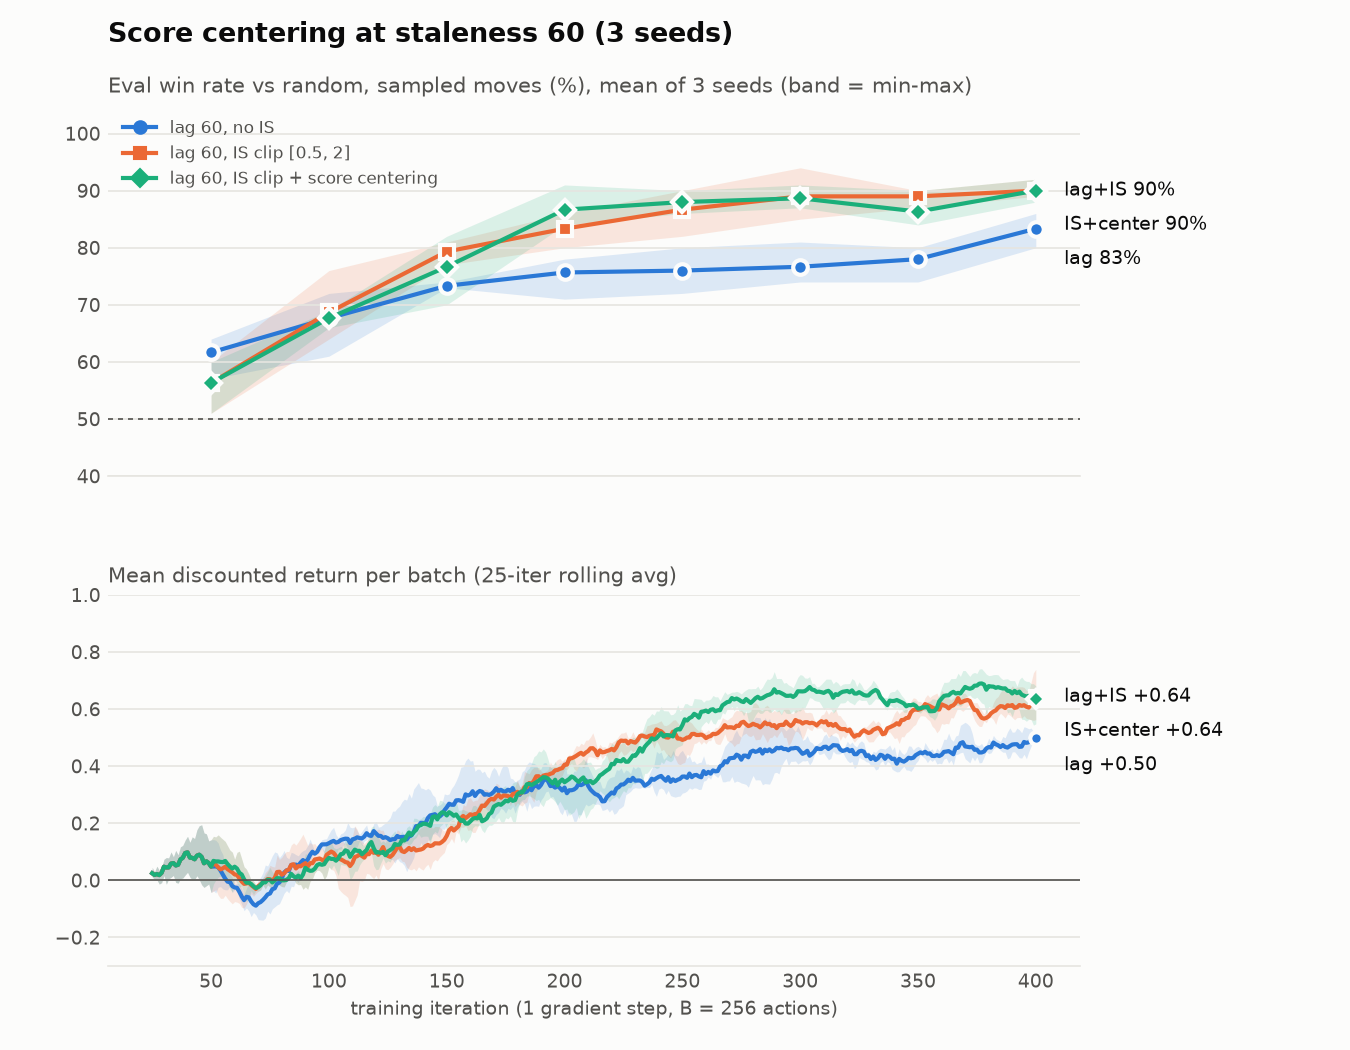 Score centering at staleness 60 (3 seeds)
Eval win rate vs random, sampled moves (%), mean of 3 seeds (band = min-max)
lag 60, no IS
lag 60, IS clip [0.5, 2]
lag 60, IS clip + score centering
100
90
80
70
60
50
40
lag+IS 90%
IS+center 90%
lag 83%
Mean discounted return per batch (25-iter rolling avg)
1.0
0.8
0.6
0.4
0.2
0.0
−0.2
lag+IS +0.64
IS+center +0.64
lag +0.50
50 100 150 200 250 300 350 400
training iteration (1 gradient step, B = 256 actions)